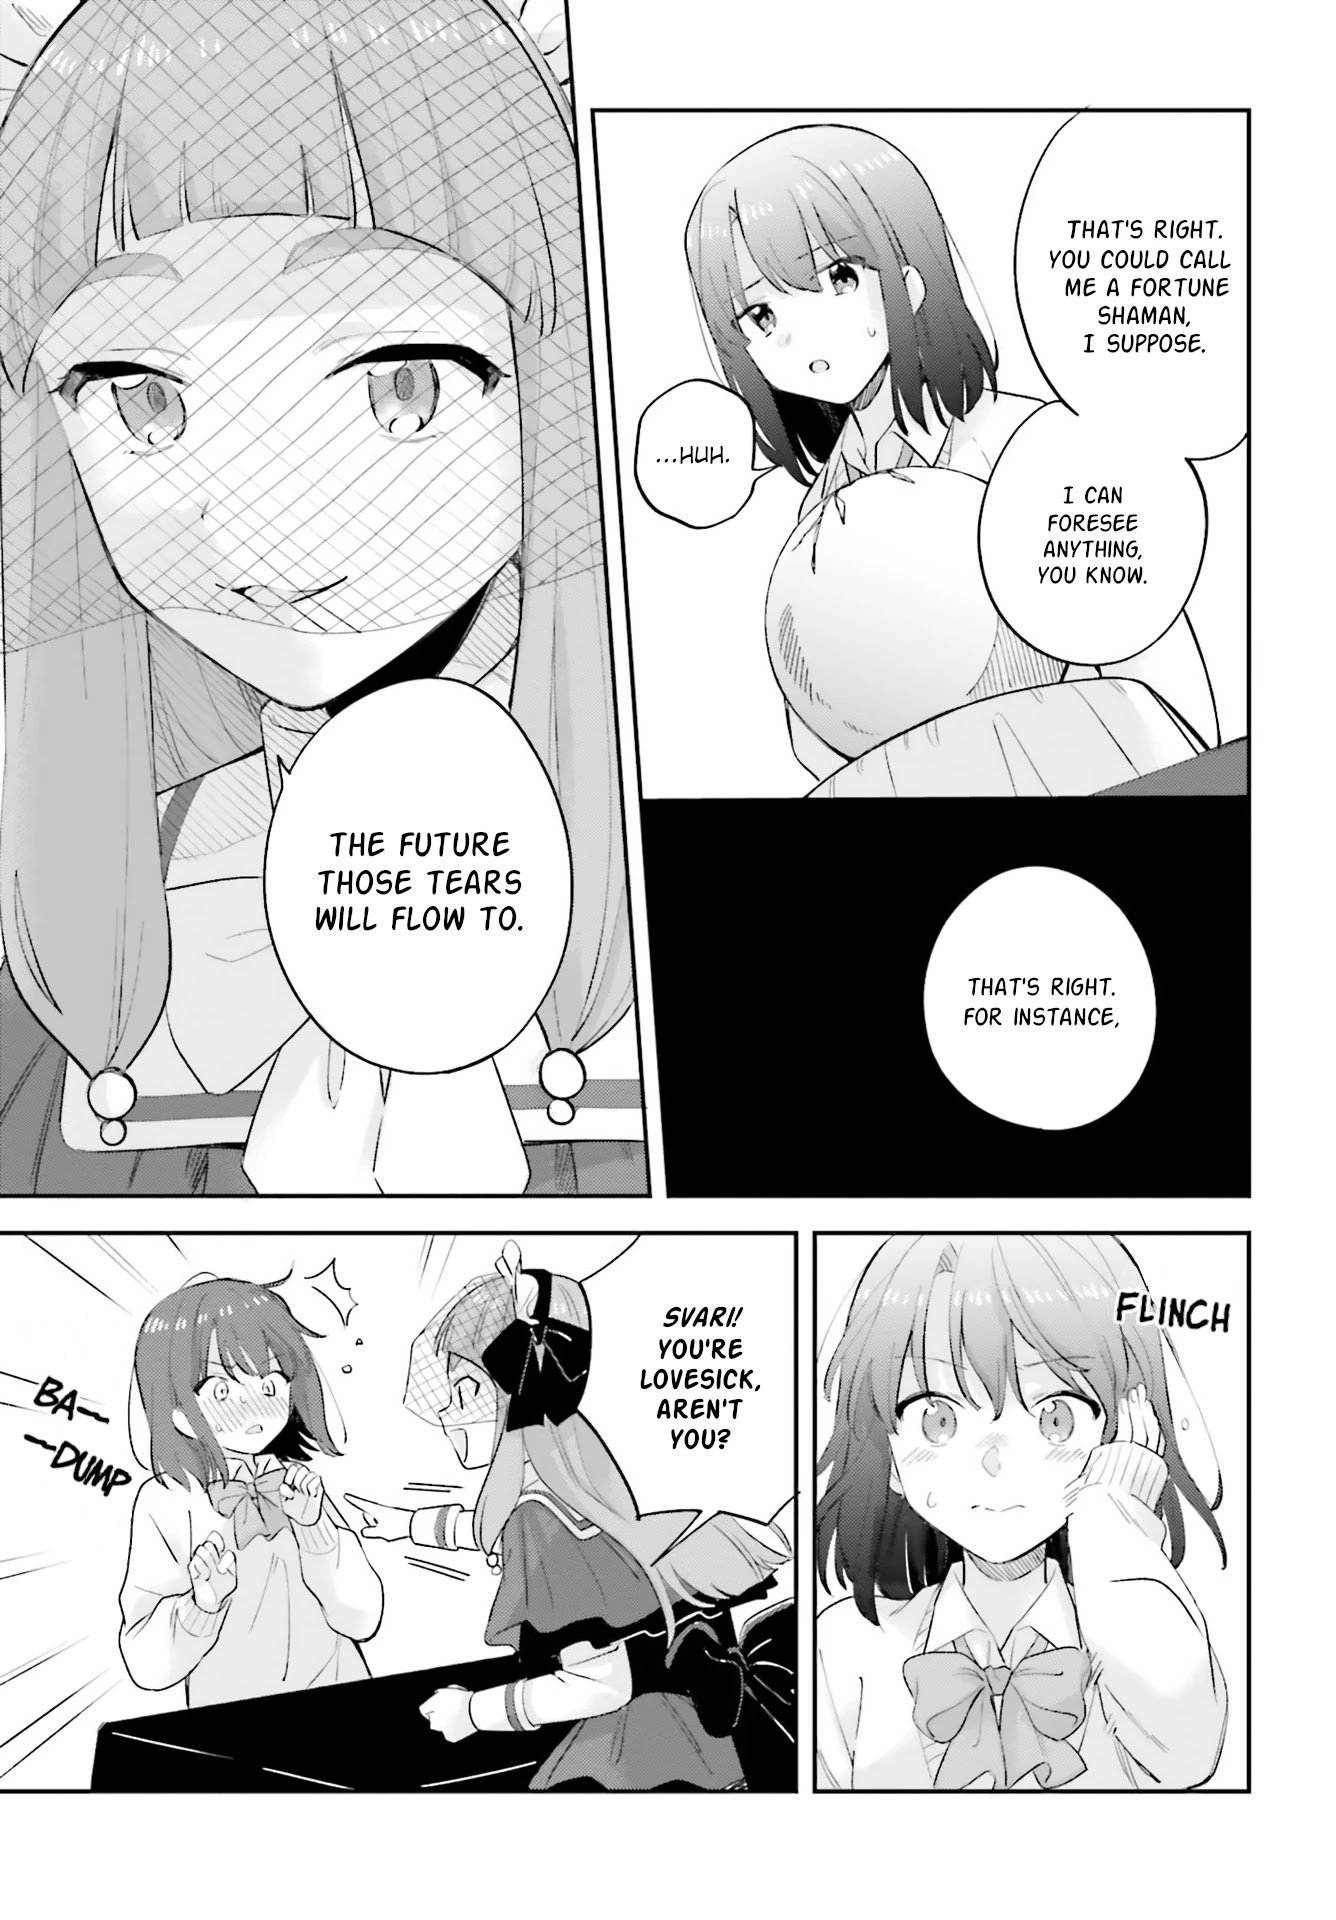 THAT'S RIGHT.
YOU COULD CALL
ME A FORTUNE
SHAMAN,
I SUPPOSE.
I CAN
FORESEE
ANYTHING,
YOU KNOW.
...HUH.
THAT'S RIGHT.
FOR INSTANCE,
THE FUTURE
THOSE TEARS
WILL FLOW TO.
FLINCH
SVARI!
YOU'RE
LOVESICK,
AREN'T
YOU?
BA—
—DUMP